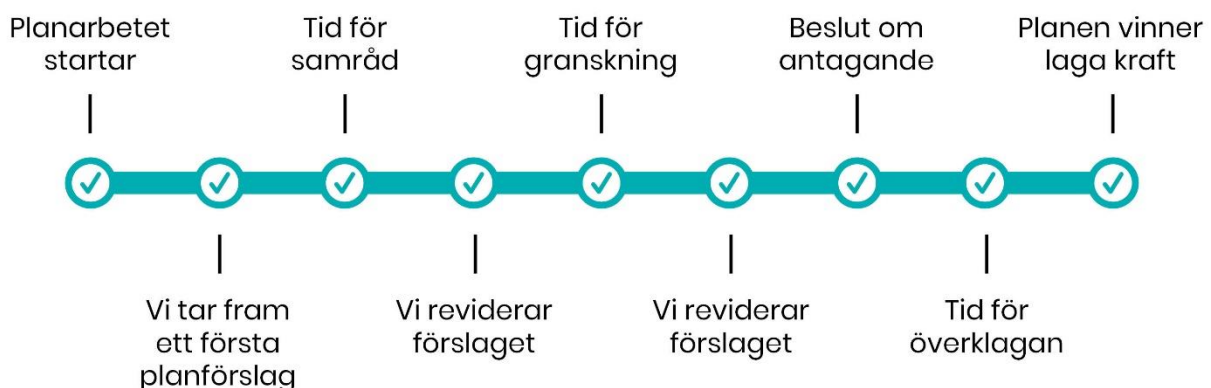 Planarbetet
startar
Tid för
samråd
Tid för
granskning
Beslut om
antagande
Planen vinner
laga kraft
Vi tar fram
ett första
planförslag
Vi reviderar
förslaget
Vi reviderar
förslaget
Tid för
överklagan